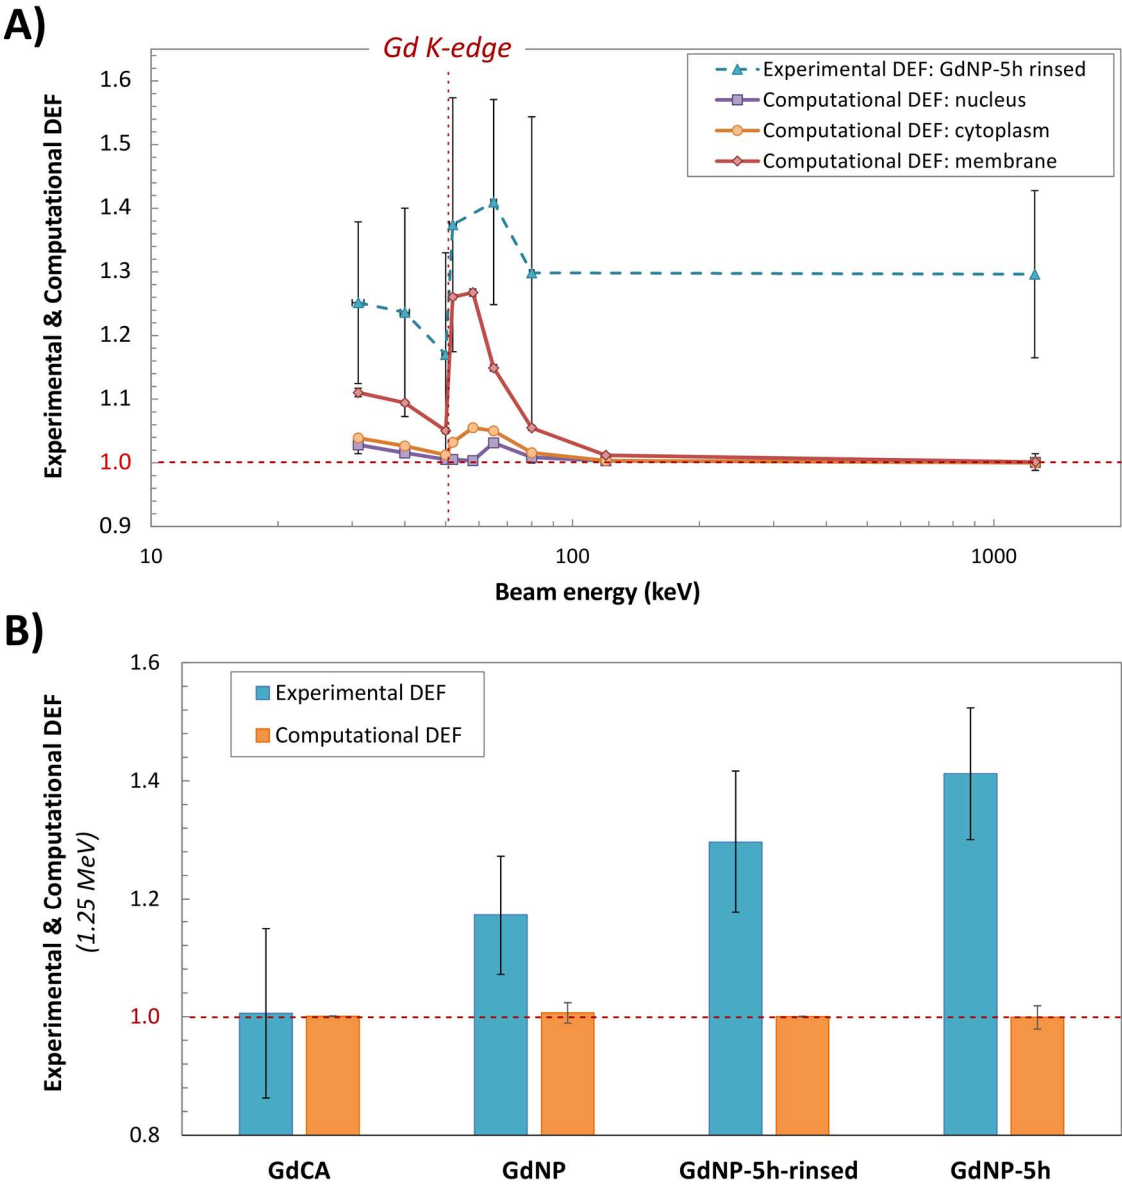 A)
Gd K-edge
Experimental & Computational DEF
1.6
1.5
1.4
1.3
1.2
1.1
1.0
0.9
Experimental DEF: GdNP-5h rinsed
Computational DEF: nucleus
Computational DEF: cytoplasm
Computational DEF: membrane
10
100
1000
Beam energy (keV)
B)
Experimental & Computational DEF
(1.25 MeV)
1.6
1.4
1.2
1.0
0.8
Experimental DEF
Computational DEF
GdCA
GdNP
GdNP-5h-rinsed
GdNP-5h